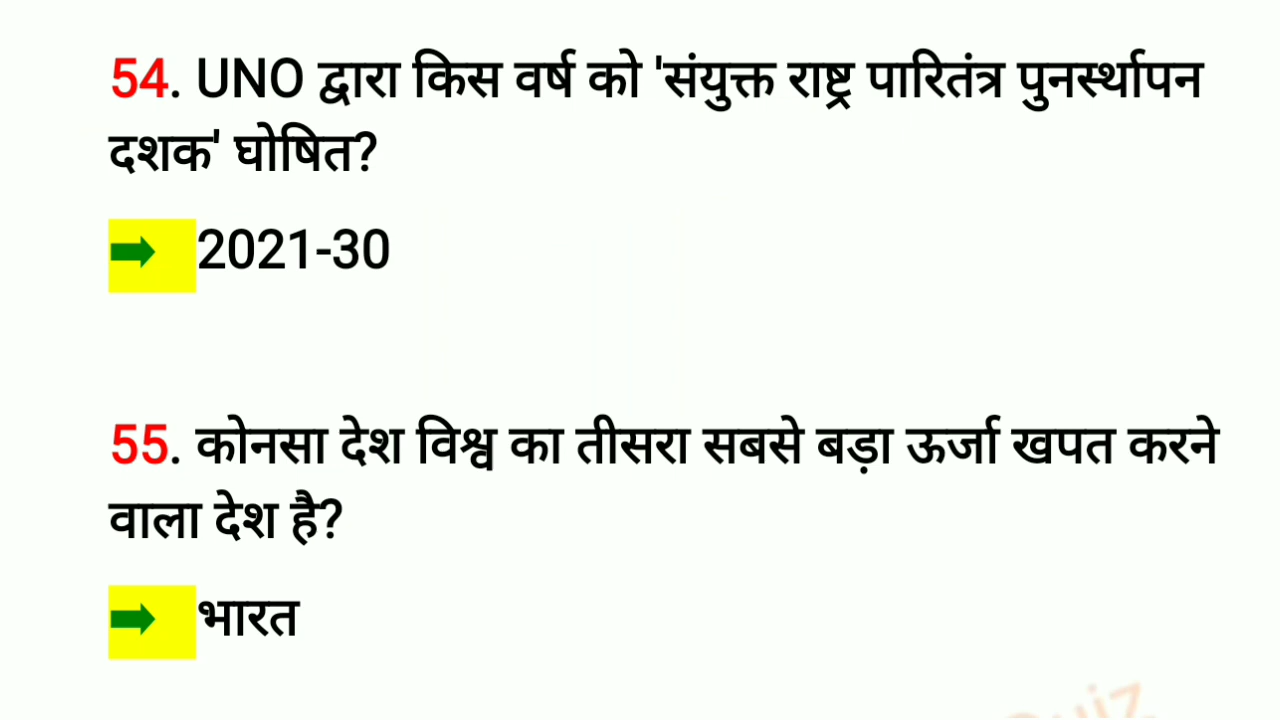 54. UNO द्वारा किस वर्ष को 'संयुक्त राष्ट्र पारितंत्र पुनर्स्थापन
दशक' घोषित?
➡ 2021-30
55. कोनसा देश विश्व का तीसरा सबसे बड़ा ऊर्जा खपत करने
वाला देश है?
➡ भारत